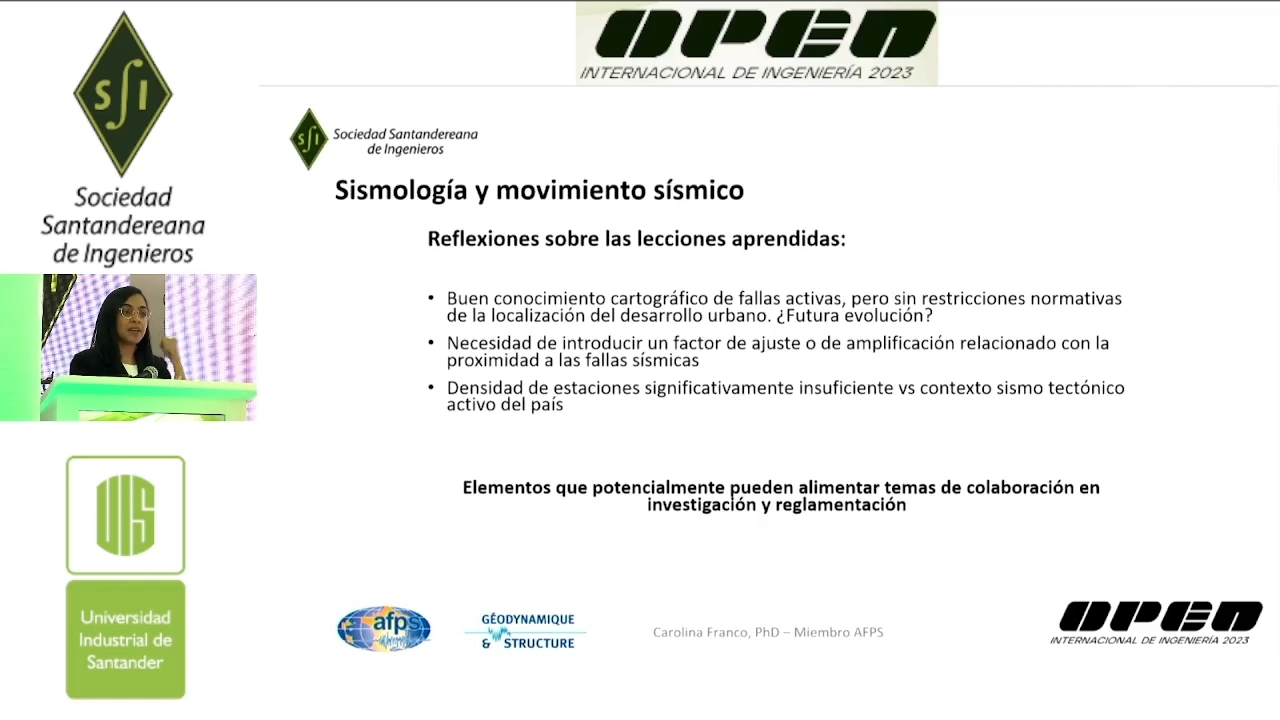 OPEN
INTERNACIONAL DE INGENIERÍA 2023
SſI
Sociedad
Santandereana
de Ingenieros
SſI
Sociedad Santandereana
de Ingenieros
Sismología y movimiento sísmico
Reflexiones sobre las lecciones aprendidas:
• Buen conocimiento cartográfico de fallas activas, pero sin restricciones normativas
de la localización del desarrollo urbano. ¿Futura evolución?
• Necesidad de introducir un factor de ajuste o de amplificación relacionado con la
proximidad a las fallas sísmicas
• Densidad de estaciones significativamente insuficiente vs contexto sismo tectónico
activo del país
Elementos que potencialmente pueden alimentar temas de colaboración en
investigación y reglamentación
UIS
Universidad
Industrial de
Santander
afps
GÉODYNAMIQUE
& STRUCTURE
Carolina Franco, PhD – Miembro AFPS
OPEN
INTERNACIONAL DE INGENIERÍA 2023